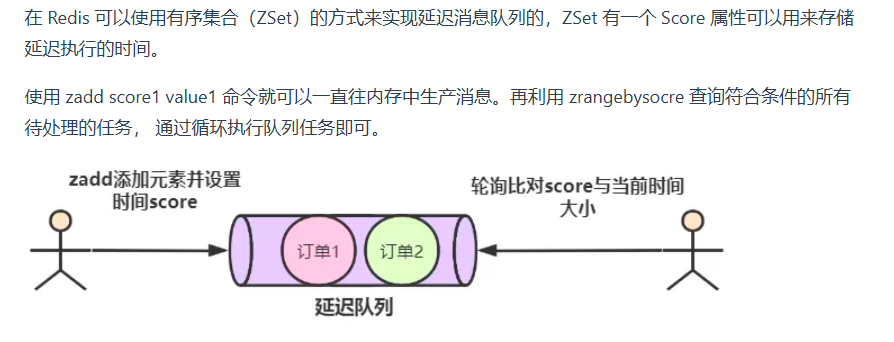 在 Redis 可以使用有序集合（ZSet）的方式来实现延迟消息队列的，ZSet 有一个 Score 属性可以用来存储
延迟执行的时间。
使用 zadd score1 value1 命令就可以一直往内存中生产消息。再利用 zrangebysocre 查询符合条件的所有
待处理的任务， 通过循环执行队列任务即可。
zadd添加元素并设置
时间score
轮询比对score与当前时间
大小
订单1
订单2
延迟队列